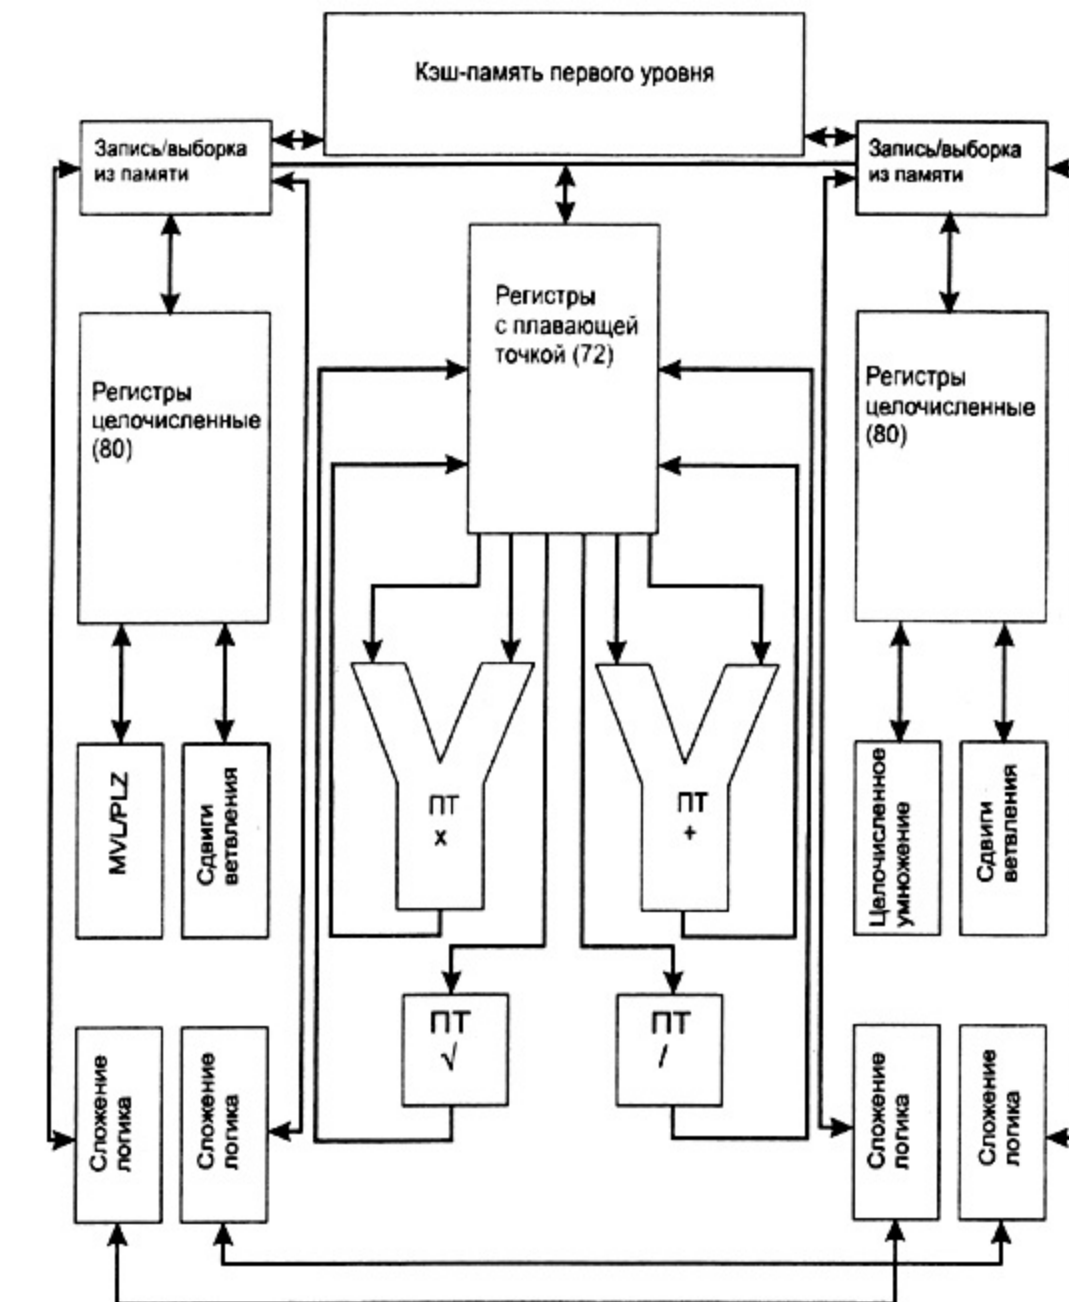 Кэш-память первого уровня
Запись/выборка
из памяти
Запись/выборка
из памяти
Регистры
с плавающей
точкой (72)
Регистры
целочисленные
(80)
Регистры
целочисленные
(80)
MVL/PLZ
Сдвиги
ветвления
ПТ
x
ПТ
+
Целочисленное
умножение
Сдвиги
ветвления
ПТ
√
ПТ
/
Сложение
логика
Сложение
логика
Сложение
логика
Сложение
логика